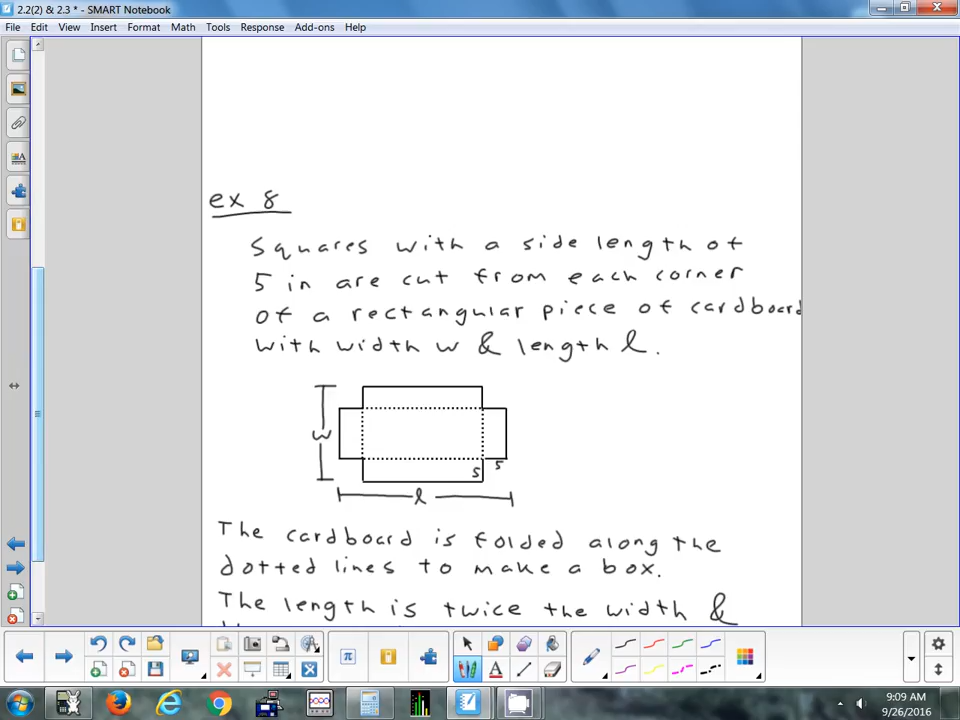 2.2(2) & 2.3 * - SMART Notebook
File Edit View Insert Format Math Tools Response Add-ons Help
ex 8
Squares with a side length of
5 in are cut from each corner
of a rectangular piece of cardboard
with width w & length l.
w
5
5
l
The cardboard is folded along the
dotted lines to make a box.
The length is twice the width &
9:09 AM
9/26/2016